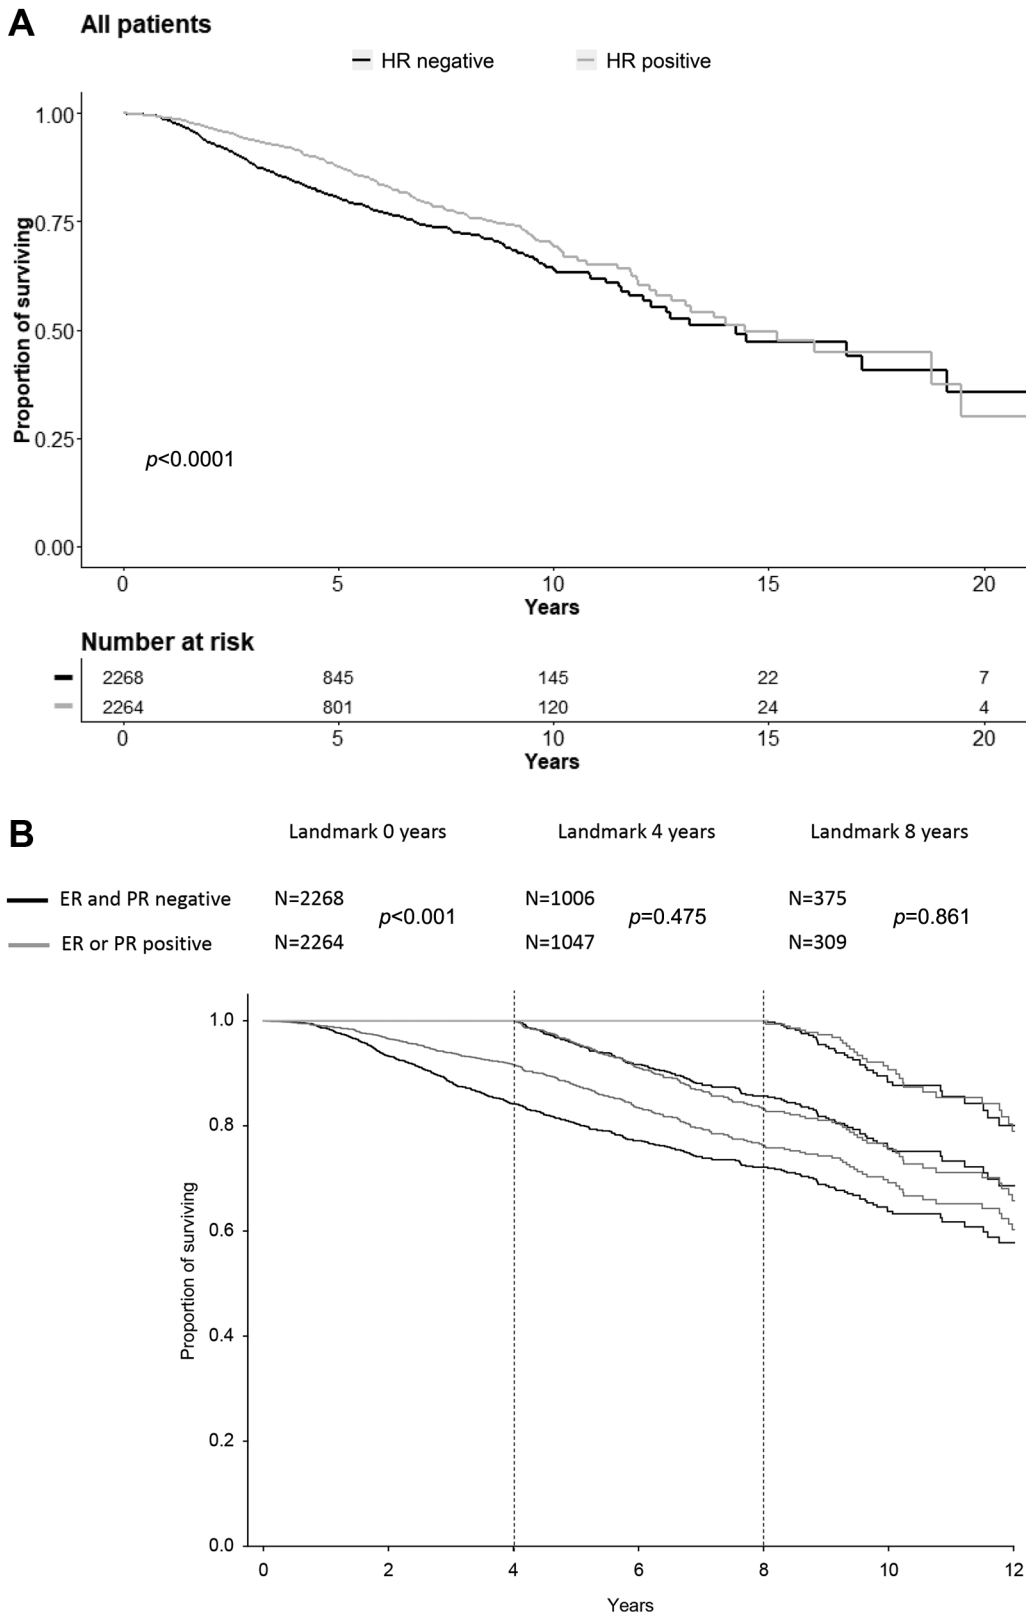 A All patients
HR negative HR positive
1.00
0.75
0.50
0.25
0.00
Proportion of surviving
p<0.0001
0 5 10 15 20
Years
Number at risk
2268 845 145 22 7
2264 801 120 24 4
0 5 10 15 20
Years
B Landmark 0 years Landmark 4 years Landmark 8 years
ER and PR negative N=2268 N=1006 N=375
p<0.001 p=0.475 p=0.861
ER or PR positive N=2264 N=1047 N=309
1.0
0.8
0.6
0.4
0.2
0.0
Proportion of surviving
0 2 4 6 8 10 12
Years